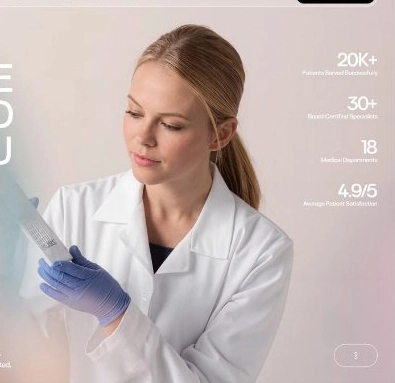 20K+
Patients Served Successfully
30+
Board-Certified Specialists
18
Medical Departments
4.9/5
Average Patient Satisfaction